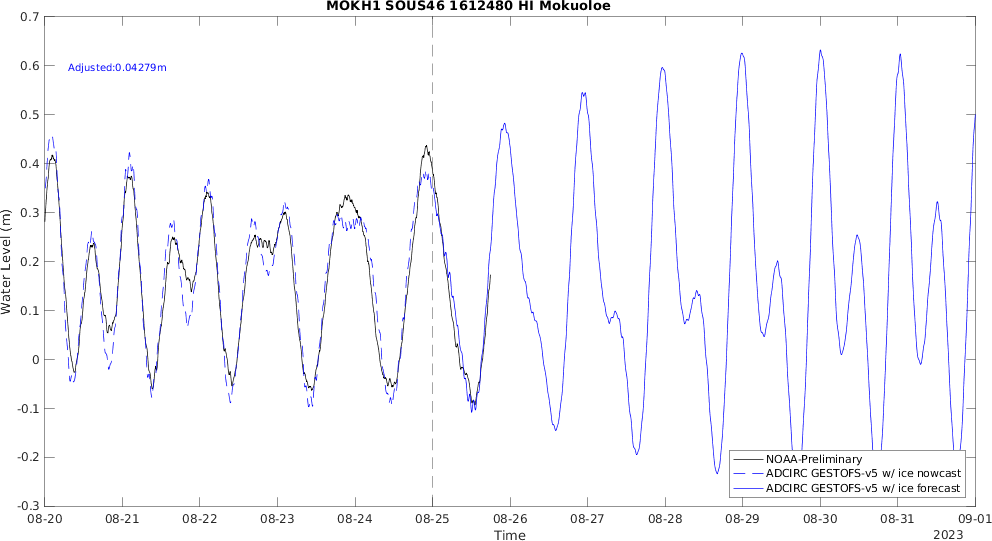 MOKH1 SOUS46 1612480 HI Mokuoloe
Adjusted:0.04279m
Water Level (m)
0.7
0.6
0.5
0.4
0.3
0.2
0.1
0
-0.1
-0.2
-0.3
NOAA-Preliminary
ADCIRC GESTOFS-v5 w/ ice nowcast
ADCIRC GESTOFS-v5 w/ ice forecast
08-20 08-21 08-22 08-23 08-24 08-25 08-26 08-27 08-28 08-29 08-30 08-31 09-01
Time
2023